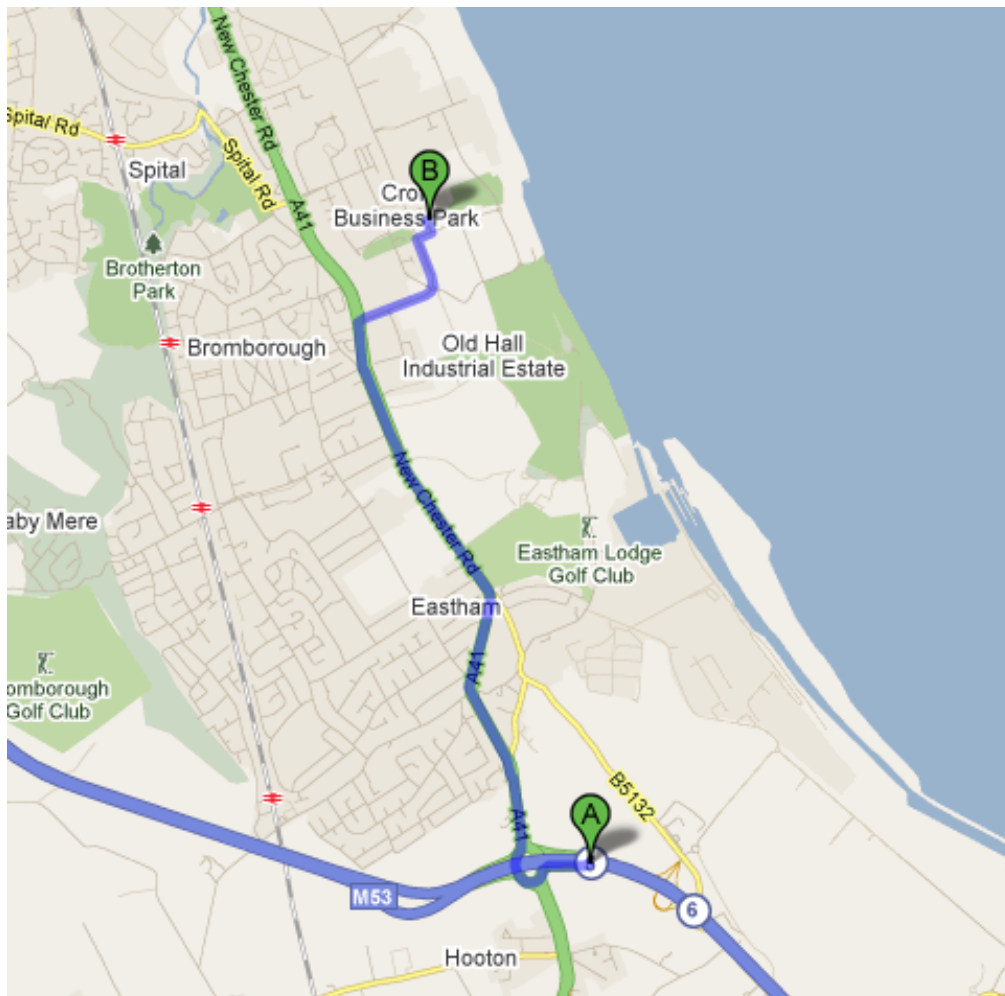 New Chester Rd
Spital Rd
Spital
Spital Rd
A41
B
Cro
Business Park
Brotherton
Park
Bromborough
Old Hall
Industrial Estate
New Chester Rd
aby Mere
Eastham Lodge
Golf Club
Eastham
A41
omborough
Golf Club
B5132
A
A41
M53
6
Hooton